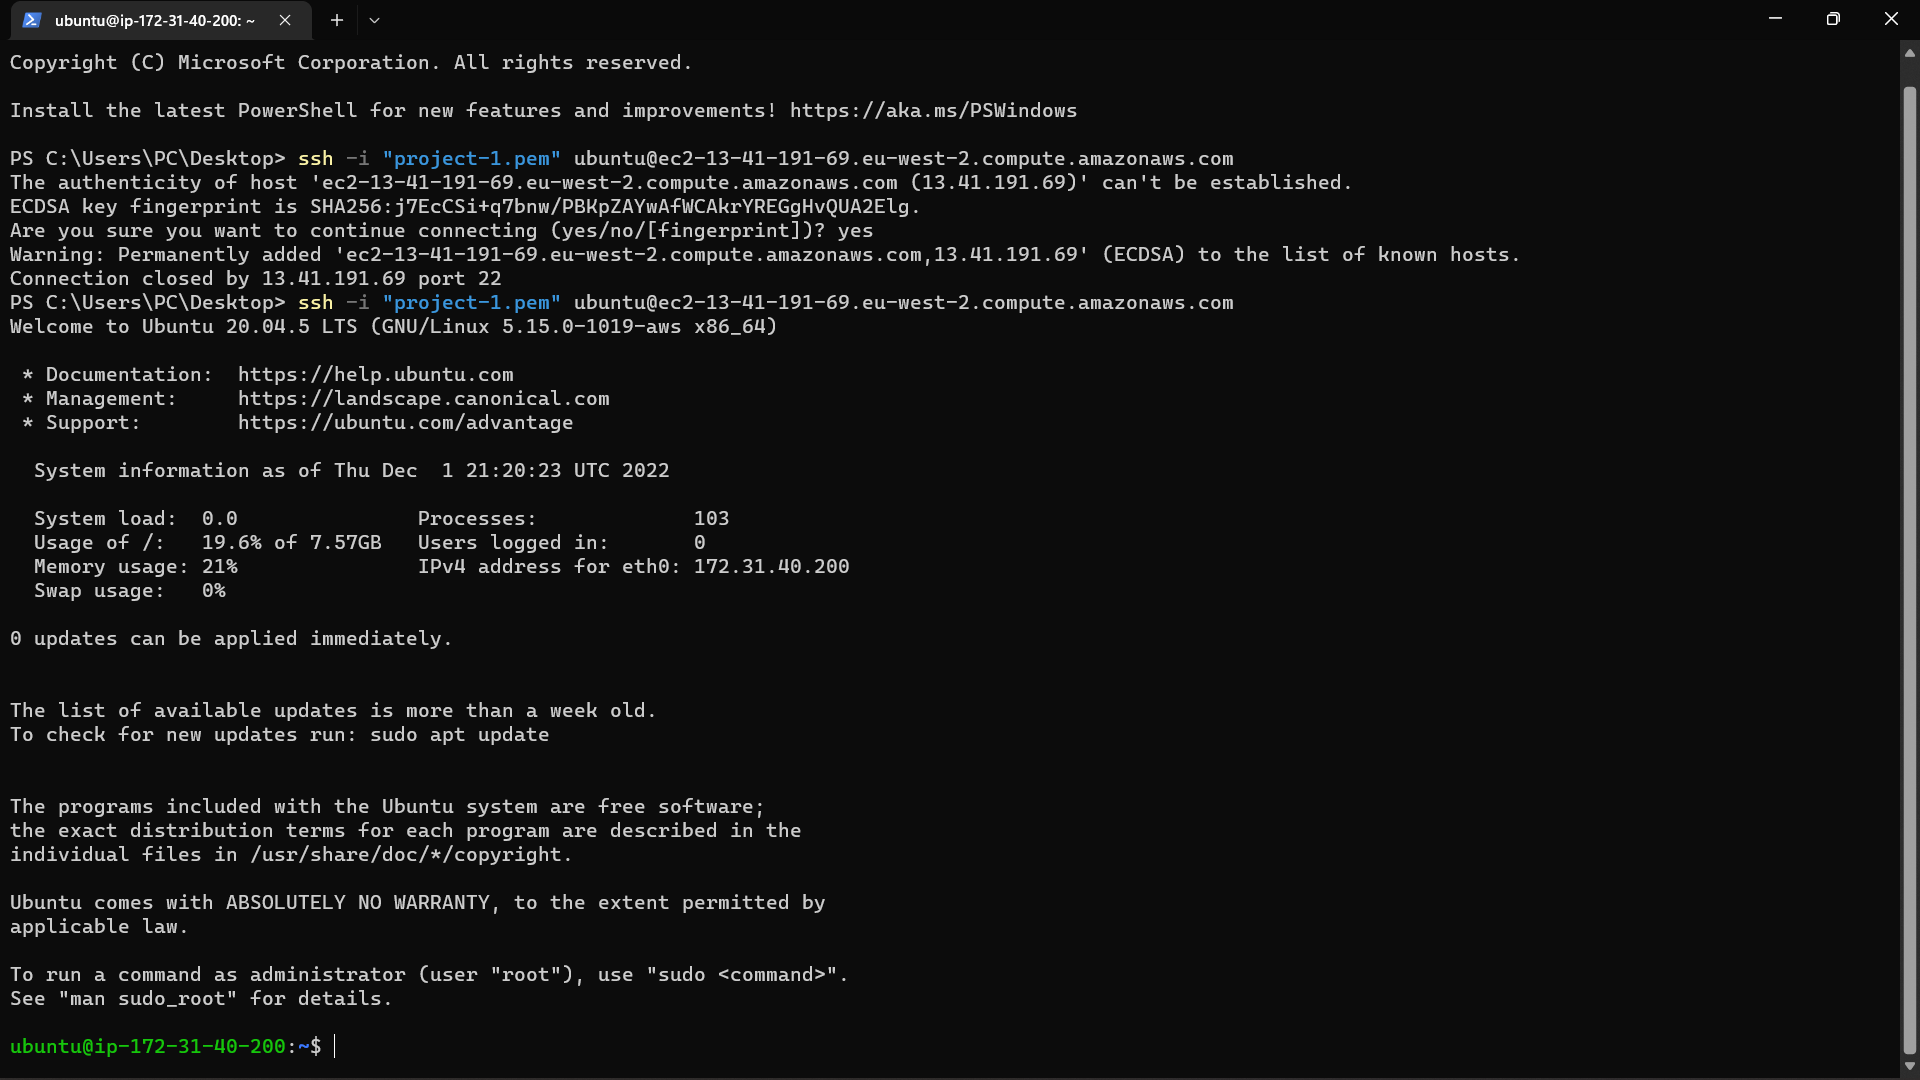 ubuntu@ip-172-31-40-200: ~
Copyright (C) Microsoft Corporation. All rights reserved.
Install the latest PowerShell for new features and improvements! https://aka.ms/PSWindows
PS C:\Users\PC\Desktop> ssh -i "project-1.pem" ubuntu@ec2-13-41-191-69.eu-west-2.compute.amazonaws.com
The authenticity of host 'ec2-13-41-191-69.eu-west-2.compute.amazonaws.com (13.41.191.69)' can't be established.
ECDSA key fingerprint is SHA256:j7EcCSi+q7bnw/PBKpZAYwAfWCAkrYREGgHvQUA2Elg.
Are you sure you want to continue connecting (yes/no/[fingerprint])? yes
Warning: Permanently added 'ec2-13-41-191-69.eu-west-2.compute.amazonaws.com,13.41.191.69' (ECDSA) to the list of known hosts.
Connection closed by 13.41.191.69 port 22
PS C:\Users\PC\Desktop> ssh -i "project-1.pem" ubuntu@ec2-13-41-191-69.eu-west-2.compute.amazonaws.com
Welcome to Ubuntu 20.04.5 LTS (GNU/Linux 5.15.0-1019-aws x86_64)
 * Documentation:  https://help.ubuntu.com
 * Management:     https://landscape.canonical.com
 * Support:        https://ubuntu.com/advantage
  System information as of Thu Dec  1 21:20:23 UTC 2022
  System load:  0.0               Processes:             103
  Usage of /:   19.6% of 7.57GB   Users logged in:       0
  Memory usage: 21%               IPv4 address for eth0: 172.31.40.200
  Swap usage:   0%
0 updates can be applied immediately.
The list of available updates is more than a week old.
To check for new updates run: sudo apt update
The programs included with the Ubuntu system are free software;
the exact distribution terms for each program are described in the
individual files in /usr/share/doc/*/copyright.
Ubuntu comes with ABSOLUTELY NO WARRANTY, to the extent permitted by
applicable law.
To run a command as administrator (user "root"), use "sudo <command>".
See "man sudo_root" for details.
ubuntu@ip-172-31-40-200:~$